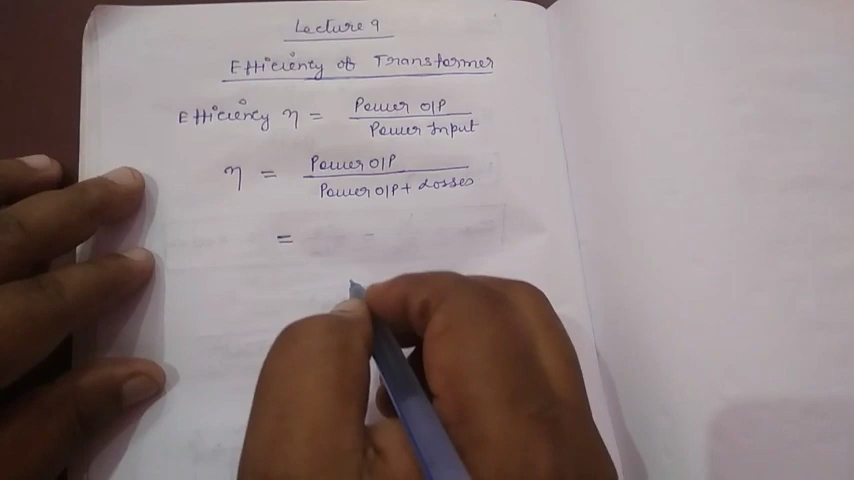 Lecture 9
Efficiency of Transformer
Efficiency η = Power O/P
Power Input
η = Power O/P
Power O/P + Losses
=